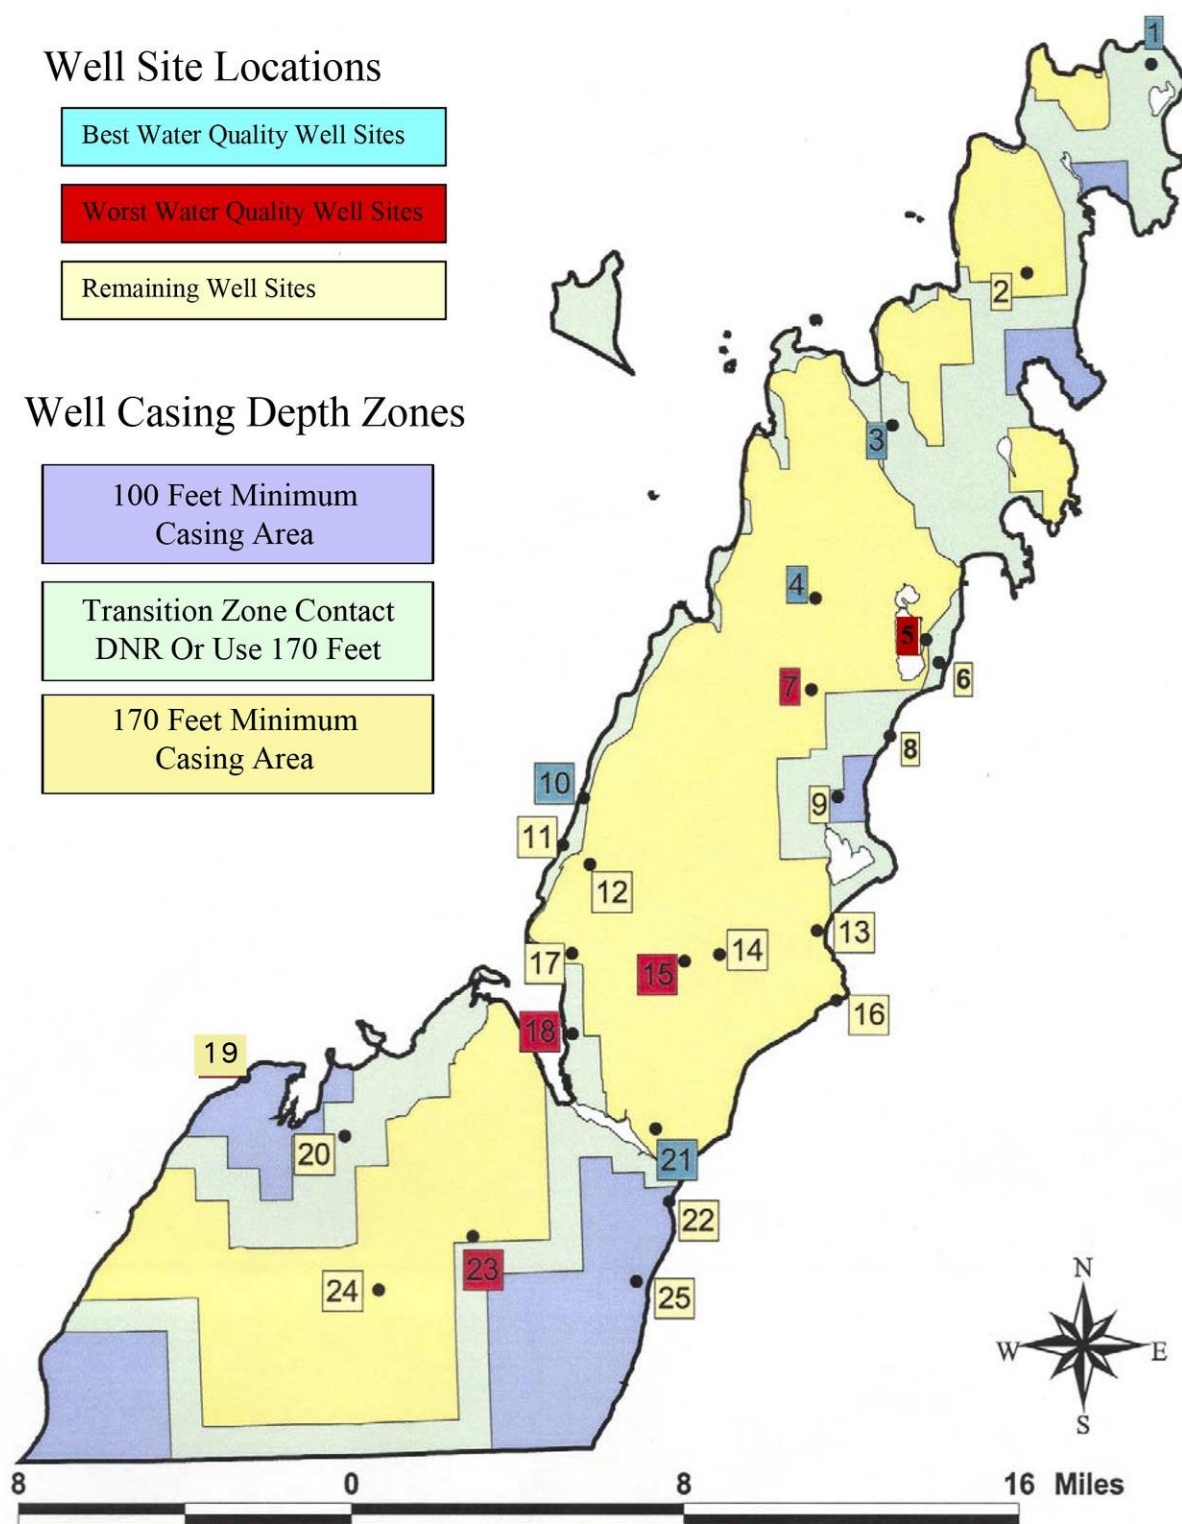 Well Site Locations
Best Water Quality Well Sites
Worst Water Quality Well Sites
Remaining Well Sites
Well Casing Depth Zones
100 Feet Minimum
Casing Area
Transition Zone Contact
DNR Or Use 170 Feet
170 Feet Minimum
Casing Area
1
2
3
4
5
6
7
8
9
10
11
12
13
14
15
16
17
18
19
20
21
22
23
24
25
N
W E
S
8 0 8 16 Miles